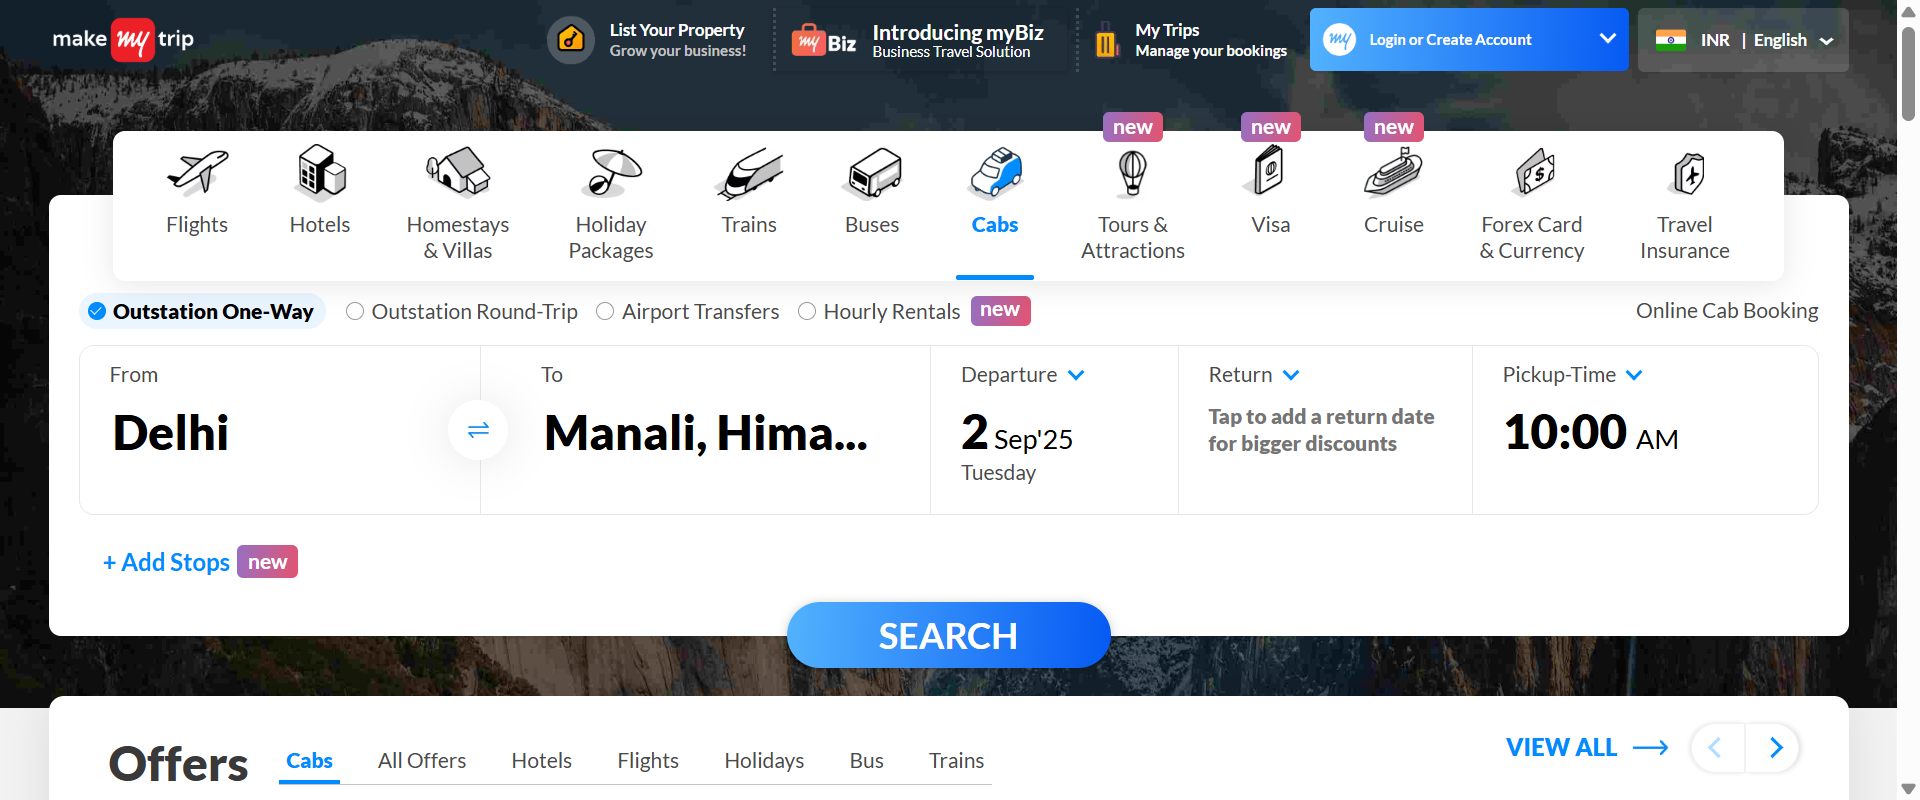 make my trip
List Your Property
Grow your business!
my Biz
Introducing myBiz
Business Travel Solution
My Trips
Manage your bookings
my
Login or Create Account
INR | English
new
new
new
Flights
Hotels
Homestays
& Villas
Holiday
Packages
Trains
Buses
Cabs
Tours &
Attractions
Visa
Cruise
Forex Card
& Currency
Travel
Insurance
Outstation One-Way
Outstation Round-Trip
Airport Transfers
Hourly Rentals
new
Online Cab Booking
From
Delhi
To
Manali, Hima...
Departure
2 Sep'25
Tuesday
Return
Tap to add a return date
for bigger discounts
Pickup-Time
10:00 AM
+ Add Stops new
SEARCH
Offers
Cabs
All Offers
Hotels
Flights
Holidays
Bus
Trains
VIEW ALL